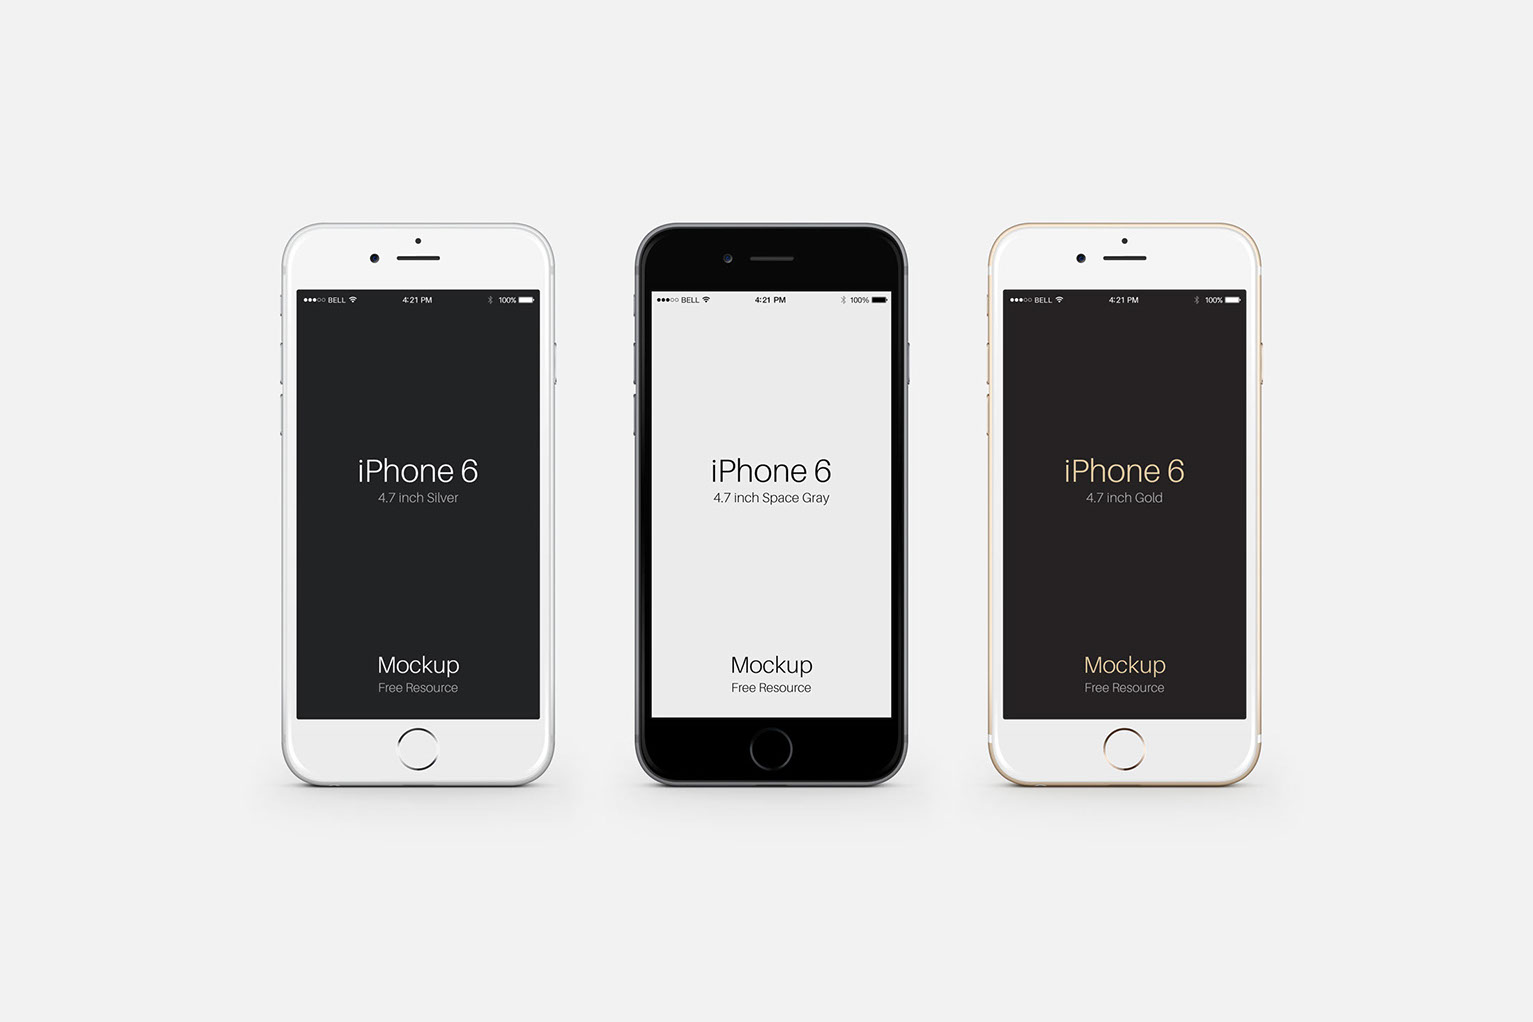 BELL 4:21 PM 100%
iPhone 6
4.7 inch Silver
Mockup
Free Resource
BELL 4:21 PM 100%
iPhone 6
4.7 inch Space Gray
Mockup
Free Resource
BELL 4:21 PM 100%
iPhone 6
4.7 inch Gold
Mockup
Free Resource